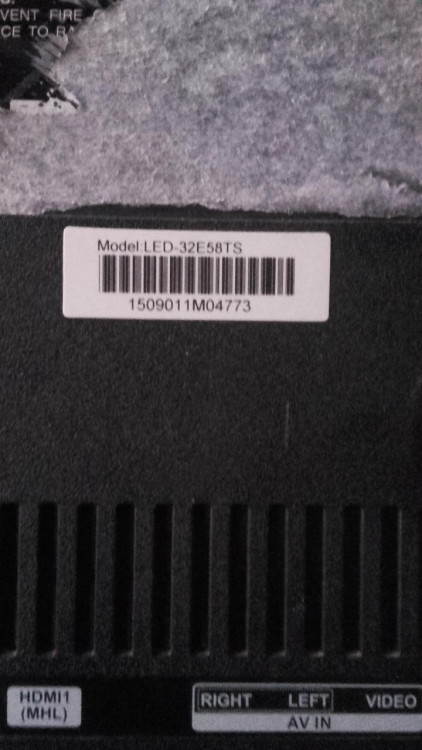 VENT FIRE
CE TO
Model:LED-32E58TS
1509011M04773
HDMI1
(MHL)
RIGHT LEFT VIDEO
AV IN